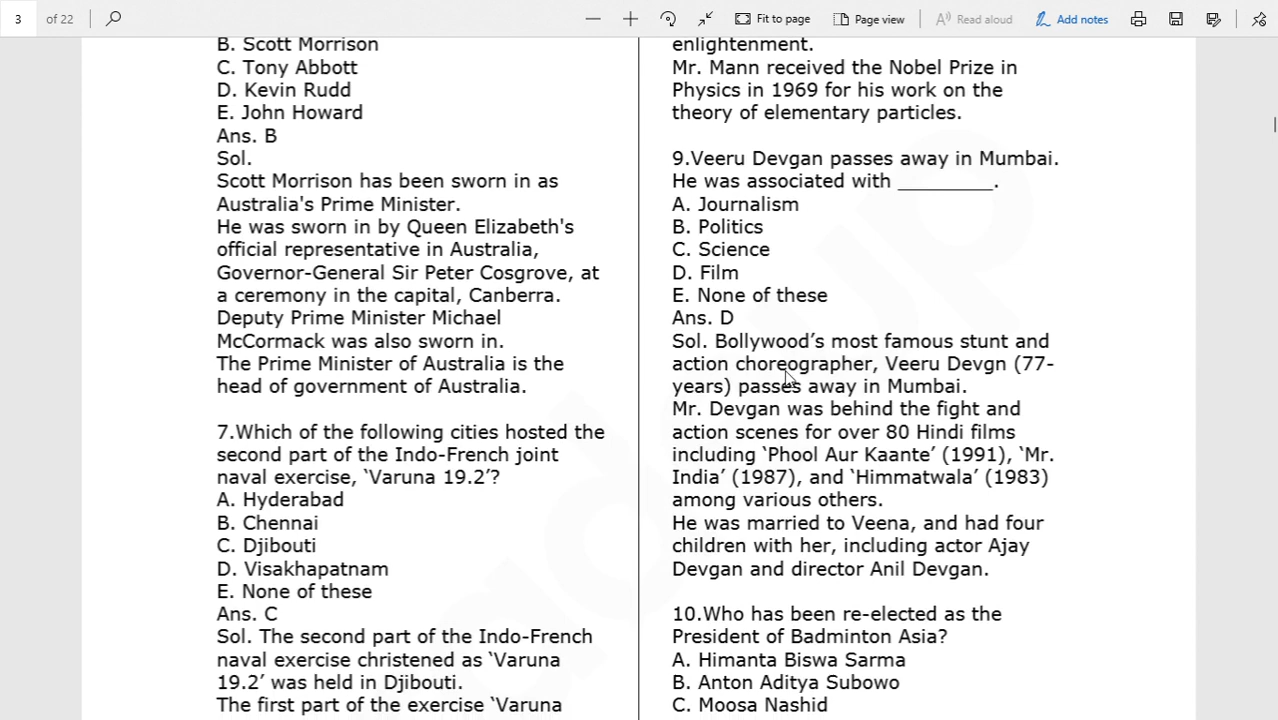 3 of 22 Fit to page Page view Read aloud Add notes
B. Scott Morrison
C. Tony Abbott
D. Kevin Rudd
E. John Howard
Ans. B
Sol.
Scott Morrison has been sworn in as
Australia's Prime Minister.
He was sworn in by Queen Elizabeth's
official representative in Australia,
Governor-General Sir Peter Cosgrove, at
a ceremony in the capital, Canberra.
Deputy Prime Minister Michael
McCormack was also sworn in.
The Prime Minister of Australia is the
head of government of Australia.
7.Which of the following cities hosted the
second part of the Indo-French joint
naval exercise, ‘Varuna 19.2’?
A. Hyderabad
B. Chennai
C. Djibouti
D. Visakhapatnam
E. None of these
Ans. C
Sol. The second part of the Indo-French
naval exercise christened as ‘Varuna
19.2’ was held in Djibouti.
The first part of the exercise ‘Varuna
enlightenment.
Mr. Mann received the Nobel Prize in
Physics in 1969 for his work on the
theory of elementary particles.
9.Veeru Devgan passes away in Mumbai.
He was associated with _________.
A. Journalism
B. Politics
C. Science
D. Film
E. None of these
Ans. D
Sol. Bollywood’s most famous stunt and
action choreographer, Veeru Devgn (77-
years) passes away in Mumbai.
Mr. Devgan was behind the fight and
action scenes for over 80 Hindi films
including ‘Phool Aur Kaante’ (1991), ‘Mr.
India’ (1987), and ‘Himmatwala’ (1983)
among various others.
He was married to Veena, and had four
children with her, including actor Ajay
Devgan and director Anil Devgan.
10.Who has been re-elected as the
President of Badminton Asia?
A. Himanta Biswa Sarma
B. Anton Aditya Subowo
C. Moosa Nashid